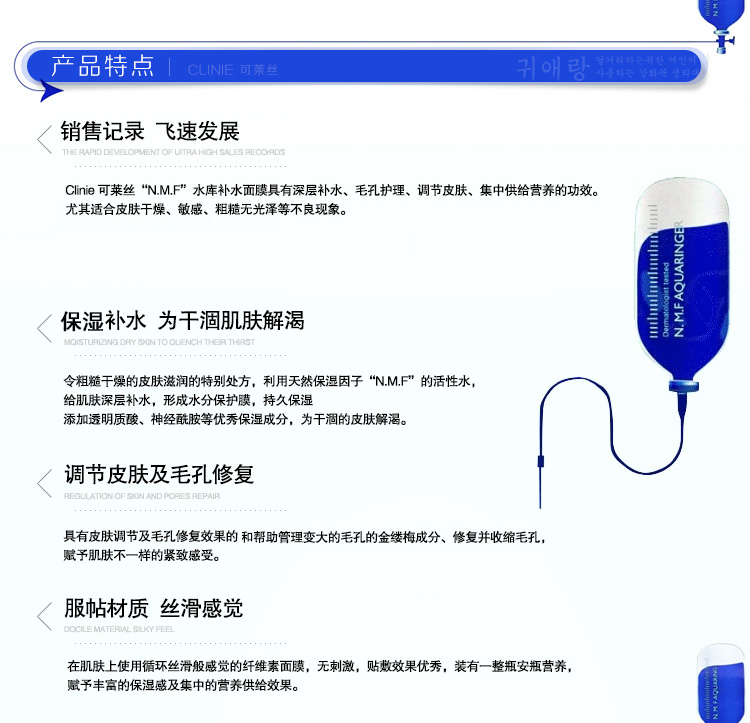 产品特点
CLINIE 可莱丝
귀애랑
销售记录 飞速发展
THE RAPID DEVELOPMENT OF UITRA HIGH SALES RECOrRDS
Clinie 可莱丝“N.M.F”水库补水面膜具有深层补水、毛孔护理、调节皮肤、集中供给营养的功效。
尤其适合皮肤干燥、敏感、粗糙无光泽等不良现象。
Dermatologist tested
N.M.F AQUARINGER
保湿补水 为干涸肌肤解渴
MOISTURIZING DRY SKIN TO QUENCH THEIR THIRST
令粗糙干燥的皮肤滋润的特别处方，利用天然保湿因子“N.M.F”的活性水，
给肌肤深层补水，形成水分保护膜，持久保湿
添加透明质酸、神经酰胺等优秀保湿成分，为干涸的皮肤解渴。
调节皮肤及毛孔修复
REGULATION OF SKIN AND PORES REPAIR
具有皮肤调节及毛孔修复效果的 和帮助管理变大的毛孔的金缕梅成分、修复并收缩毛孔，
赋予肌肤不一样的紧致感受。
服帖材质 丝滑感觉
DOCILE MATERIAL SILKY FEEL
在肌肤上使用循环丝滑般感觉的纤维素面膜，无刺激，贴敷效果优秀，装有一整瓶安瓶营养，
赋予丰富的保湿感及集中的营养供给效果。
N.M.F AQUARING